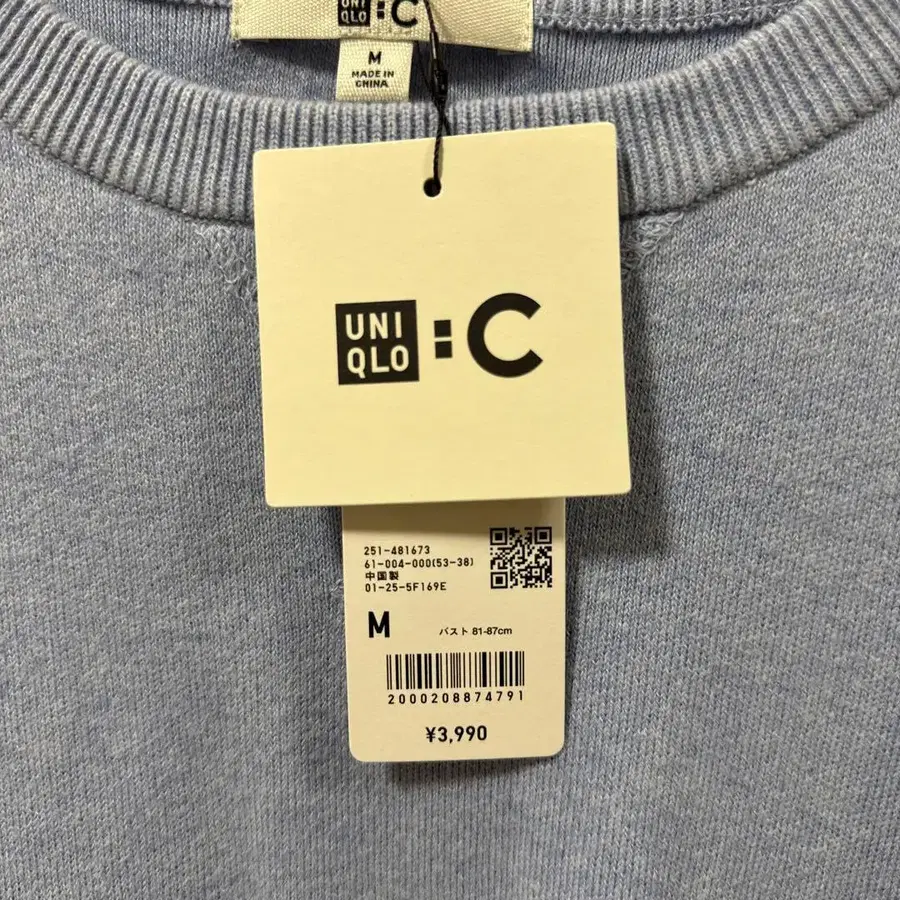 UNI
QLO : C
M
MADE IN
CHINA
UNI
QLO : C
251-481673
61-004-000(53-38)
中国製
01-25-5F169E
M バスト 81-87cm
2000208874791
¥3,990